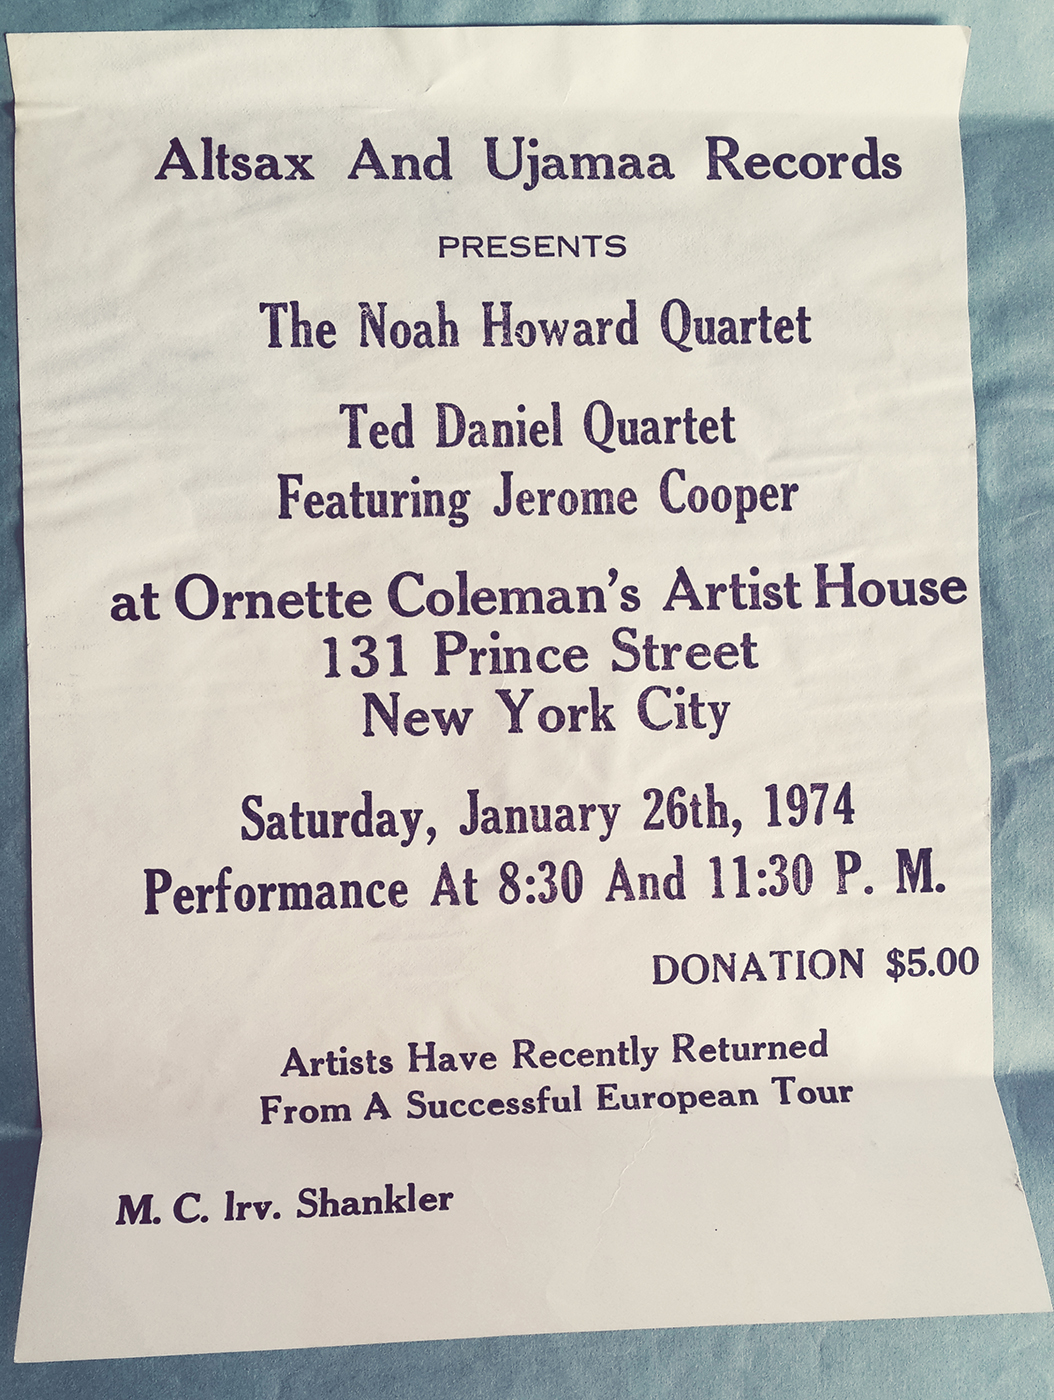 Altsax And Ujamaa Records
PRESENTS
The Noah Howard Quartet
Ted Daniel Quartet
Featuring Jerome Cooper
at Ornette Coleman's Artist House
131 Prince Street
New York City
Saturday, January 26th, 1974
Performance At 8:30 And 11:30 P. M.
DONATION $5.00
Artists Have Recently Returned
From A Successful European Tour
M. C. Irv. Shankler